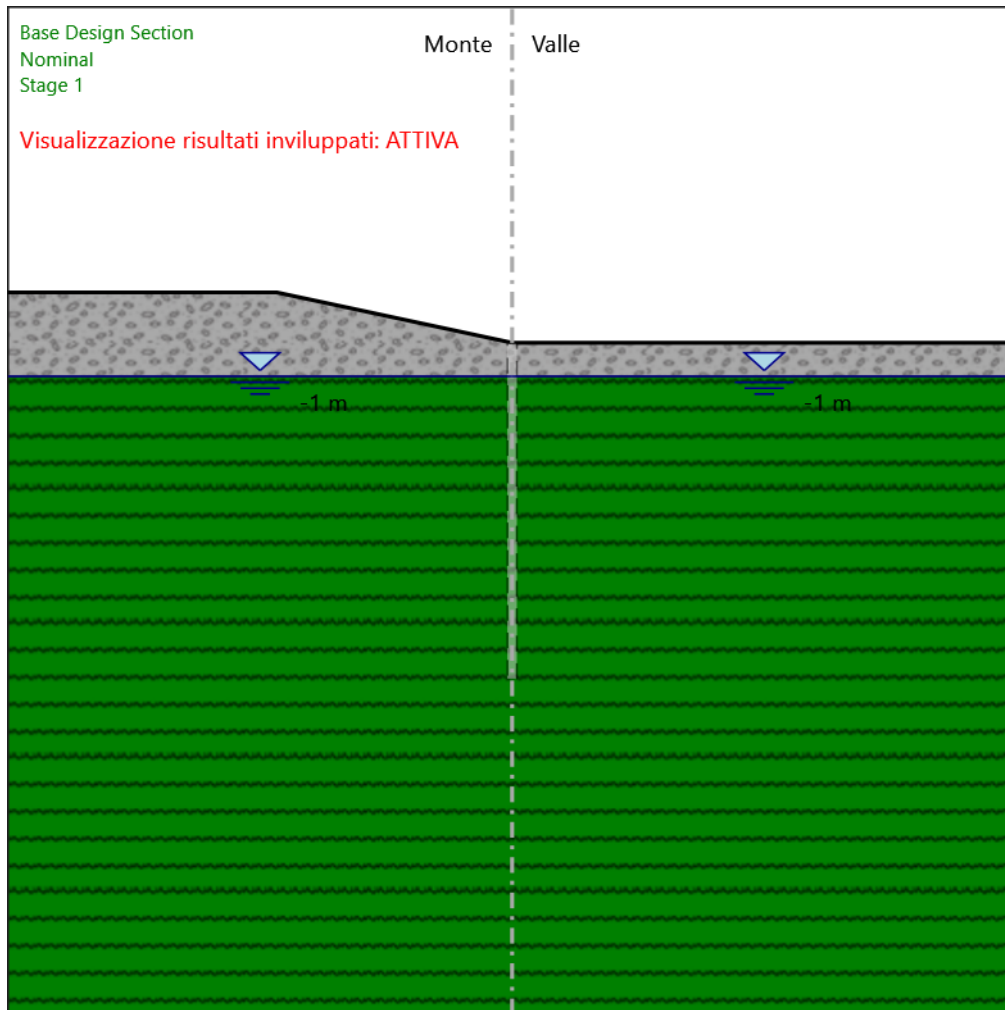 Base Design Section
Nominal
Stage 1
Monte
Valle
Visualizzazione risultati inviluppati: ATTIVA
-1 m
-1 m